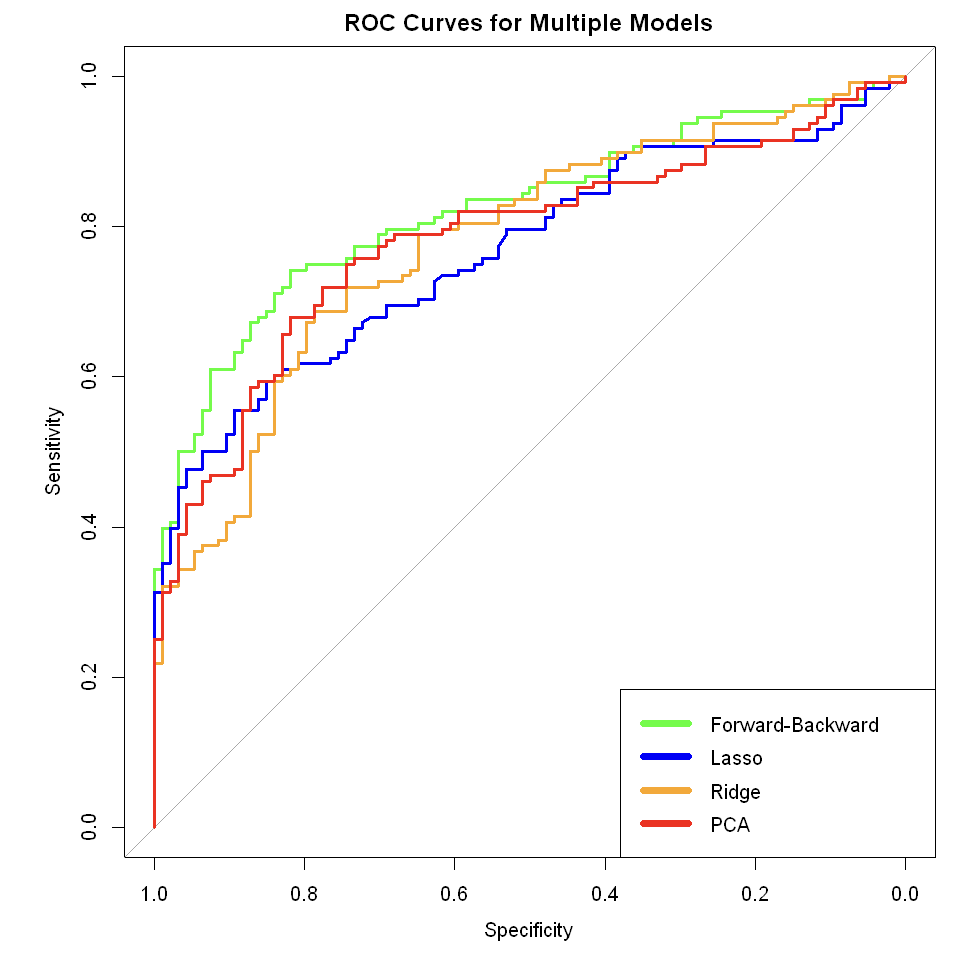 ROC Curves for Multiple Models
Sensitivity
1.0
0.8
0.6
0.4
0.2
0.0
Forward-Backward
Lasso
Ridge
PCA
1.0 0.8 0.6 0.4 0.2 0.0
Specificity